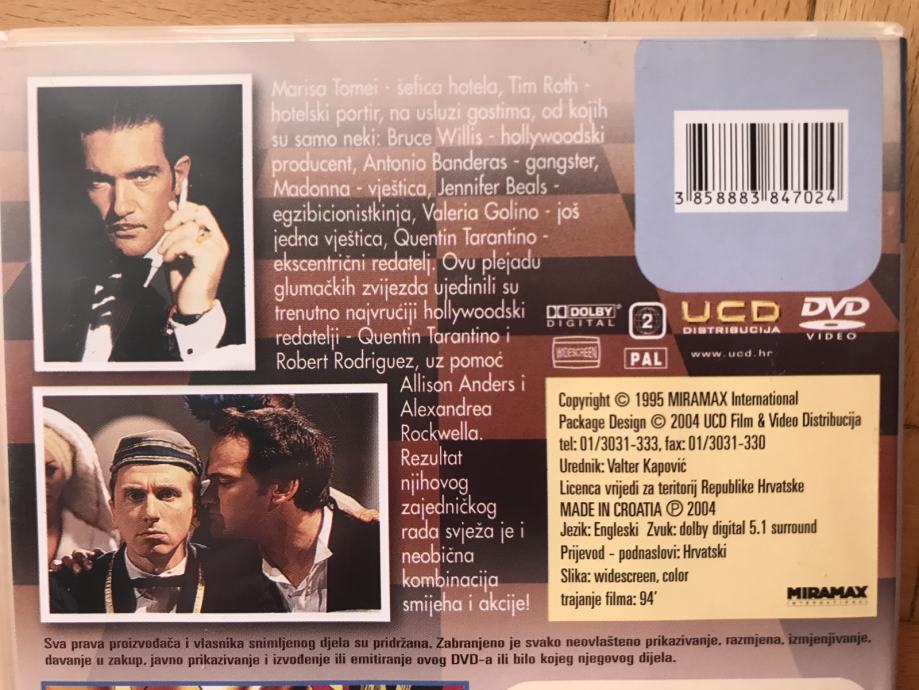 Marisa Tomei - šefica hotela, Tim Roth -
hotelski portir, na usluzi gostima, od kojih
su samo neki: Bruce Willis - hollywoodski
producent, Antonio Banderas - gangster,
Madonna - vještica, Jennifer Beals -
egzibicionistkinja, Valeria Golino - još
jedna vještica, Quentin Tarantino -
ekscentrični redatelj. Ovu plejadu
glumačkih zvijezda ujedinili su
trenutno najvrućiji hollywoodski
redatelji - Quentin Tarantino i
Robert Rodriguez, uz pomoć
Allison Anders i
Alexandrea
Rockwella.
Rezultat
njihovog
zajedničkog
rada svježa je i
neobična
kombinacija
smijeha i akcije!
3 858883 847024
DOLBY
DIGITAL
2
UCD
DISTRIBUCIJA
DVD
VIDEO
WIDESCREEN
PAL
www.ucd.hr
Copyright © 1995 MIRAMAX International
Package Design © 2004 UCD Film & Video Distribucija
tel: 01/3031-333, fax: 01/3031-330
Urednik: Valter Kapović
Licenca vrijedi za teritorij Republike Hrvatske
MADE IN CROATIA ℗ 2004
Jezik: Engleski Zvuk: dolby digital 5.1 surround
Prijevod - podnaslovi: Hrvatski
Slika: widescreen, color
trajanje filma: 94'
MIRAMAX
INTERNATIONAL
Sva prava proizvođača i vlasnika snimljenog djela su pridržana. Zabranjeno je svako neovlašteno prikazivanje, razmjena, izmjenjivanje,
davanje u zakup, javno prikazivanje i izvođenje ili emitiranje ovog DVD-a ili bilo kojeg njegovog dijela.